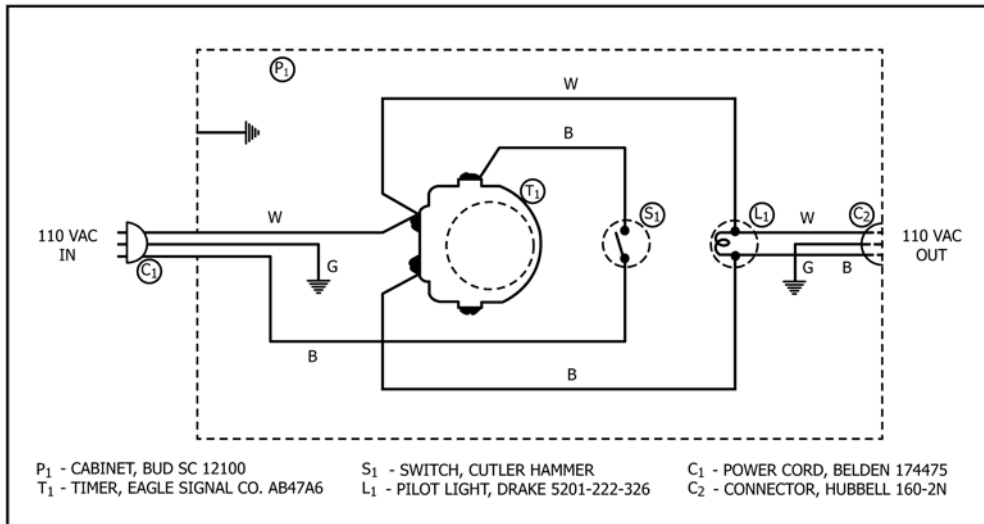 P1
W
B
T1
S1
L1
W
C2
W
110 VAC
IN
110 VAC
OUT
C1
G
G
B
B
B
P1 - CABINET, BUD SC 12100
T1 - TIMER, EAGLE SIGNAL CO. AB47A6
S1 - SWITCH, CUTLER HAMMER
L1 - PILOT LIGHT, DRAKE 5201-222-326
C1 - POWER CORD, BELDEN 174475
C2 - CONNECTOR, HUBBELL 160-2N